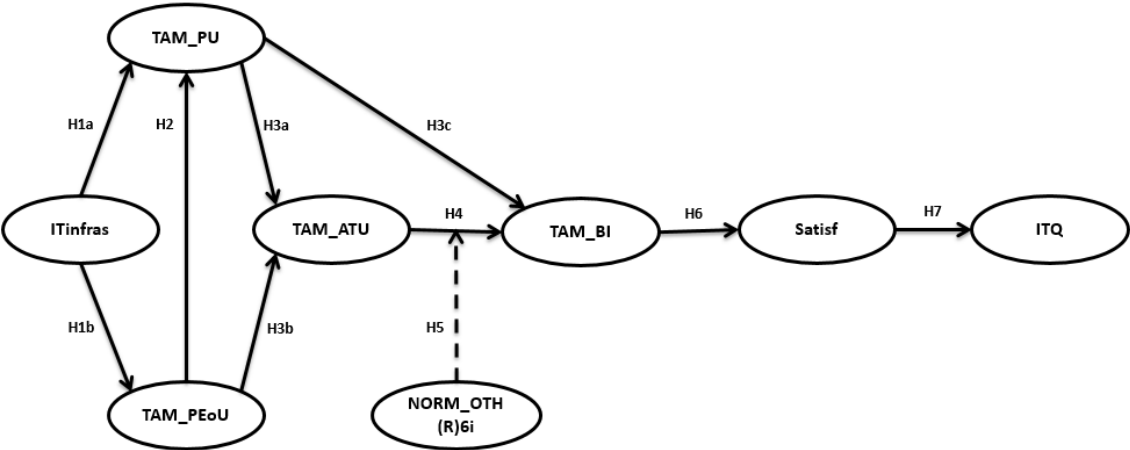 TAM_PU
H1a
H2
H3a
H3c
ITinfras
TAM_ATU
H4
TAM_BI
H6
Satisf
H7
ITQ
H1b
H3b
H5
TAM_PEoU
NORM_OTH
(R)6i